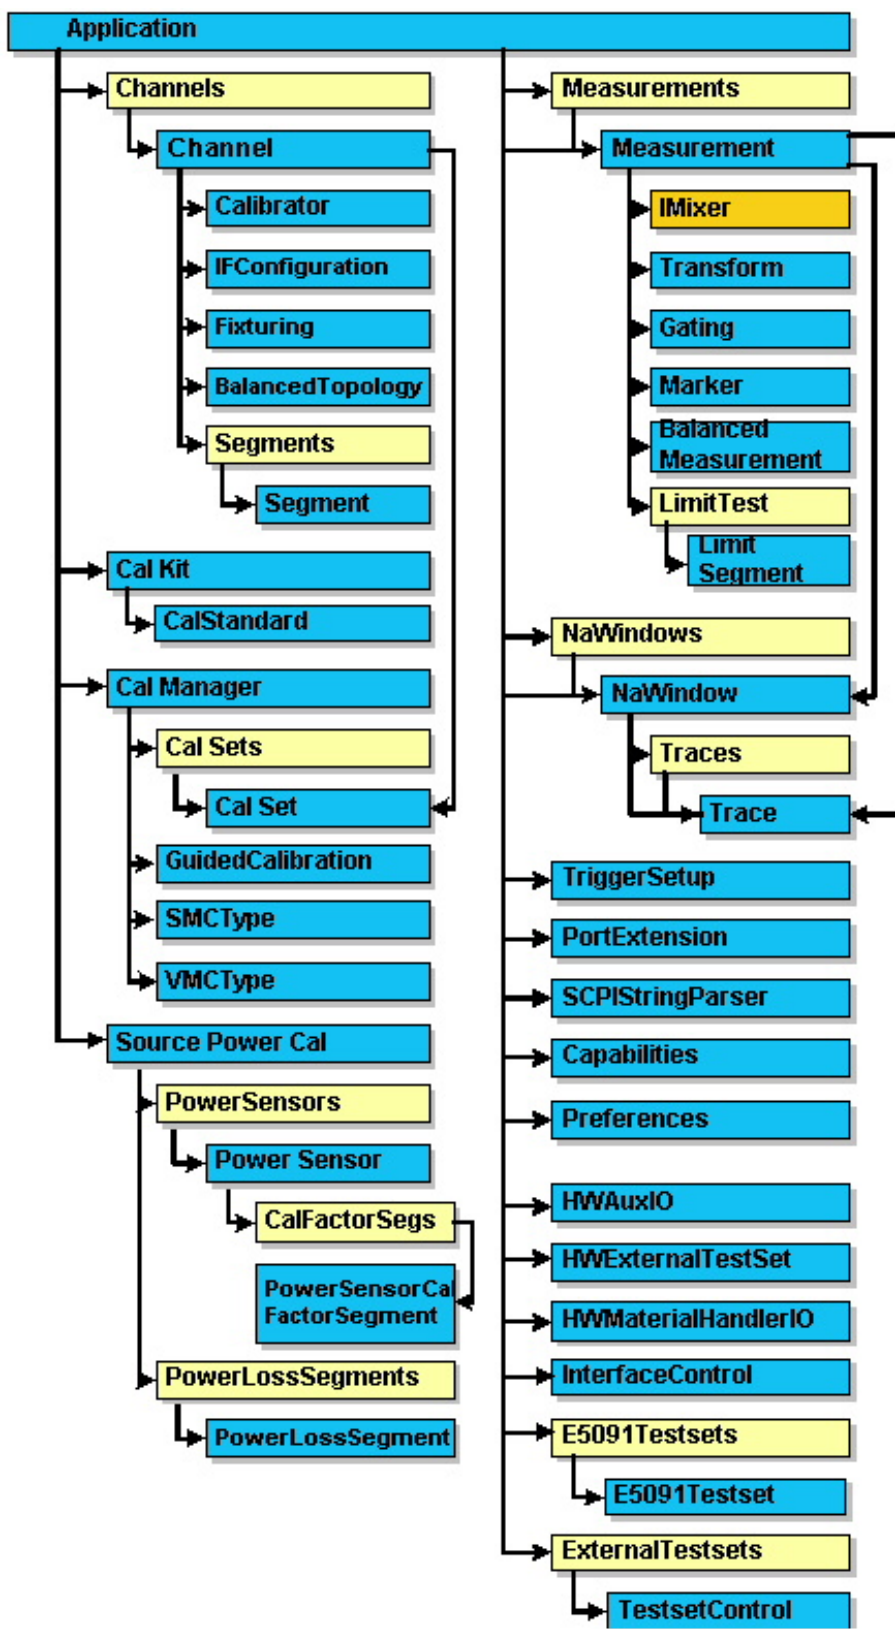 Application
Channels
Channel
Calibrator
IFConfiguration
Fixturing
BalancedTopology
Segments
Segment
Cal Kit
CalStandard
Cal Manager
Cal Sets
Cal Set
GuidedCalibration
SMCType
VMCType
Source Power Cal
PowerSensors
Power Sensor
CalFactorSegs
PowerSensorCal
FactorSegment
PowerLossSegments
PowerLossSegment
Measurements
Measurement
IMixer
Transform
Gating
Marker
Balanced
Measurement
LimitTest
Limit
Segment
NaWindows
NaWindow
Traces
Trace
TriggerSetup
PortExtension
SCPIStringParser
Capabilities
Preferences
HWAuxIO
HWExternalTestSet
HWMaterialHandlerIO
InterfaceControl
E5091Testsets
E5091Testset
ExternalTestsets
TestsetControl